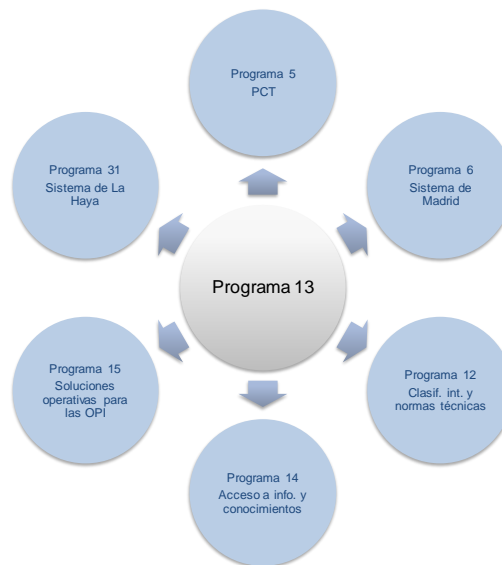 Programa 5
PCT
Programa 31
Sistema de La
Haya
Programa 6
Sistema de
Madrid
Programa 13
Programa 15
Soluciones
operativas para
las OPI
Programa 12
Clasif. int. y
normas técnicas
Programa 14
Acceso a info. y
conocimientos